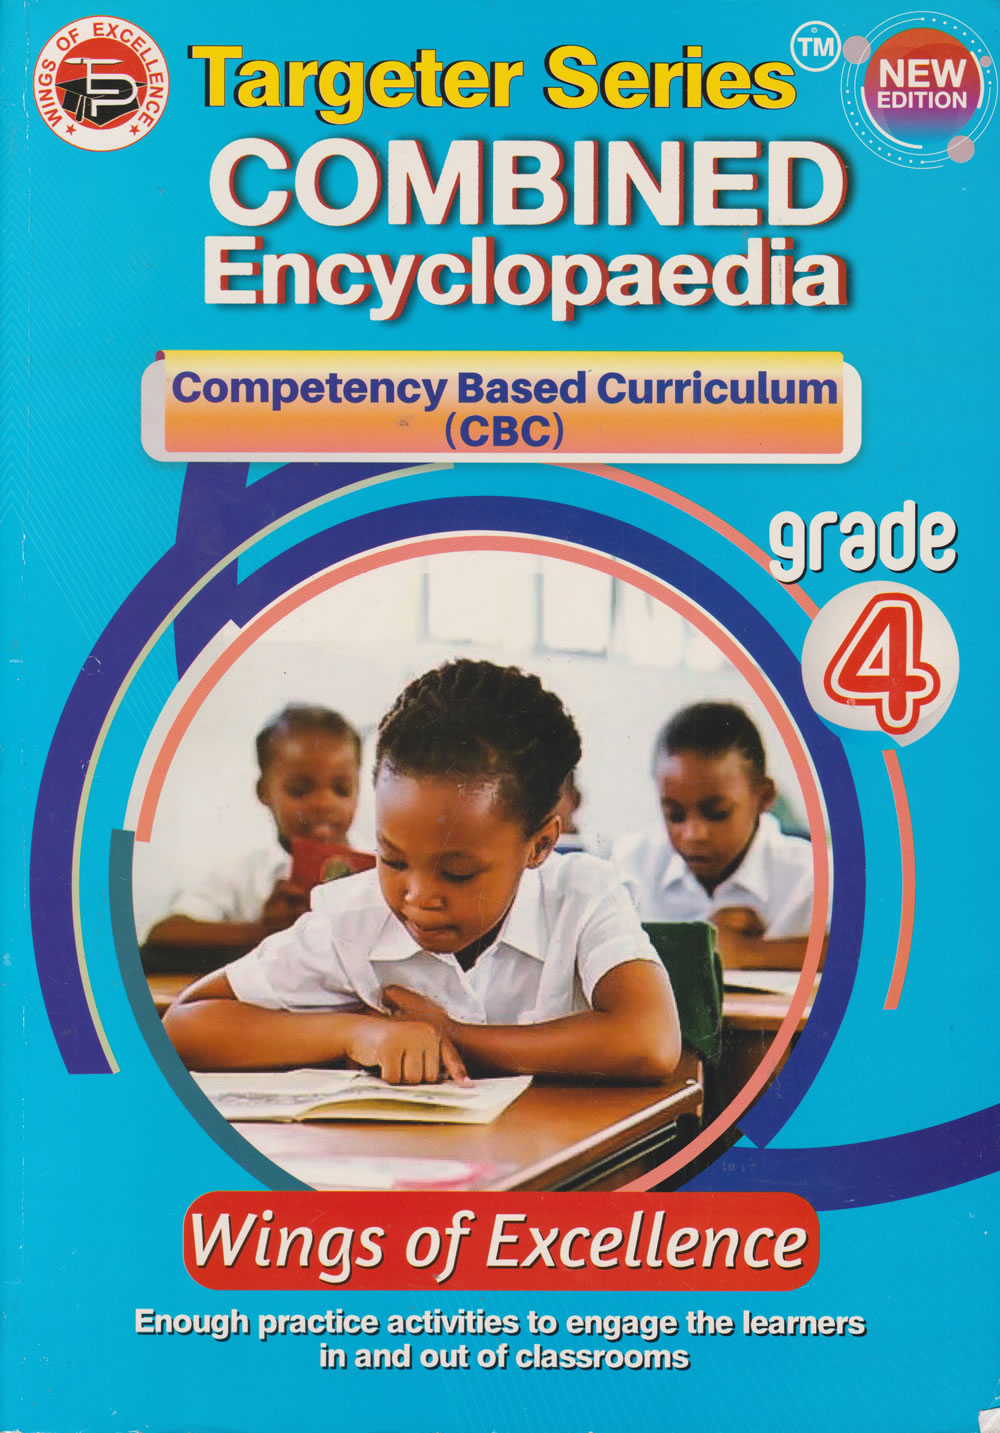 WINGS OF EXCELLENCE
TP
Targeter Series
TM
NEW
EDITION
COMBINED
Encyclopaedia
Competency Based Curriculum
(CBC)
grade
4
Wings of Excellence
Enough practice activities to engage the learners
in and out of classrooms